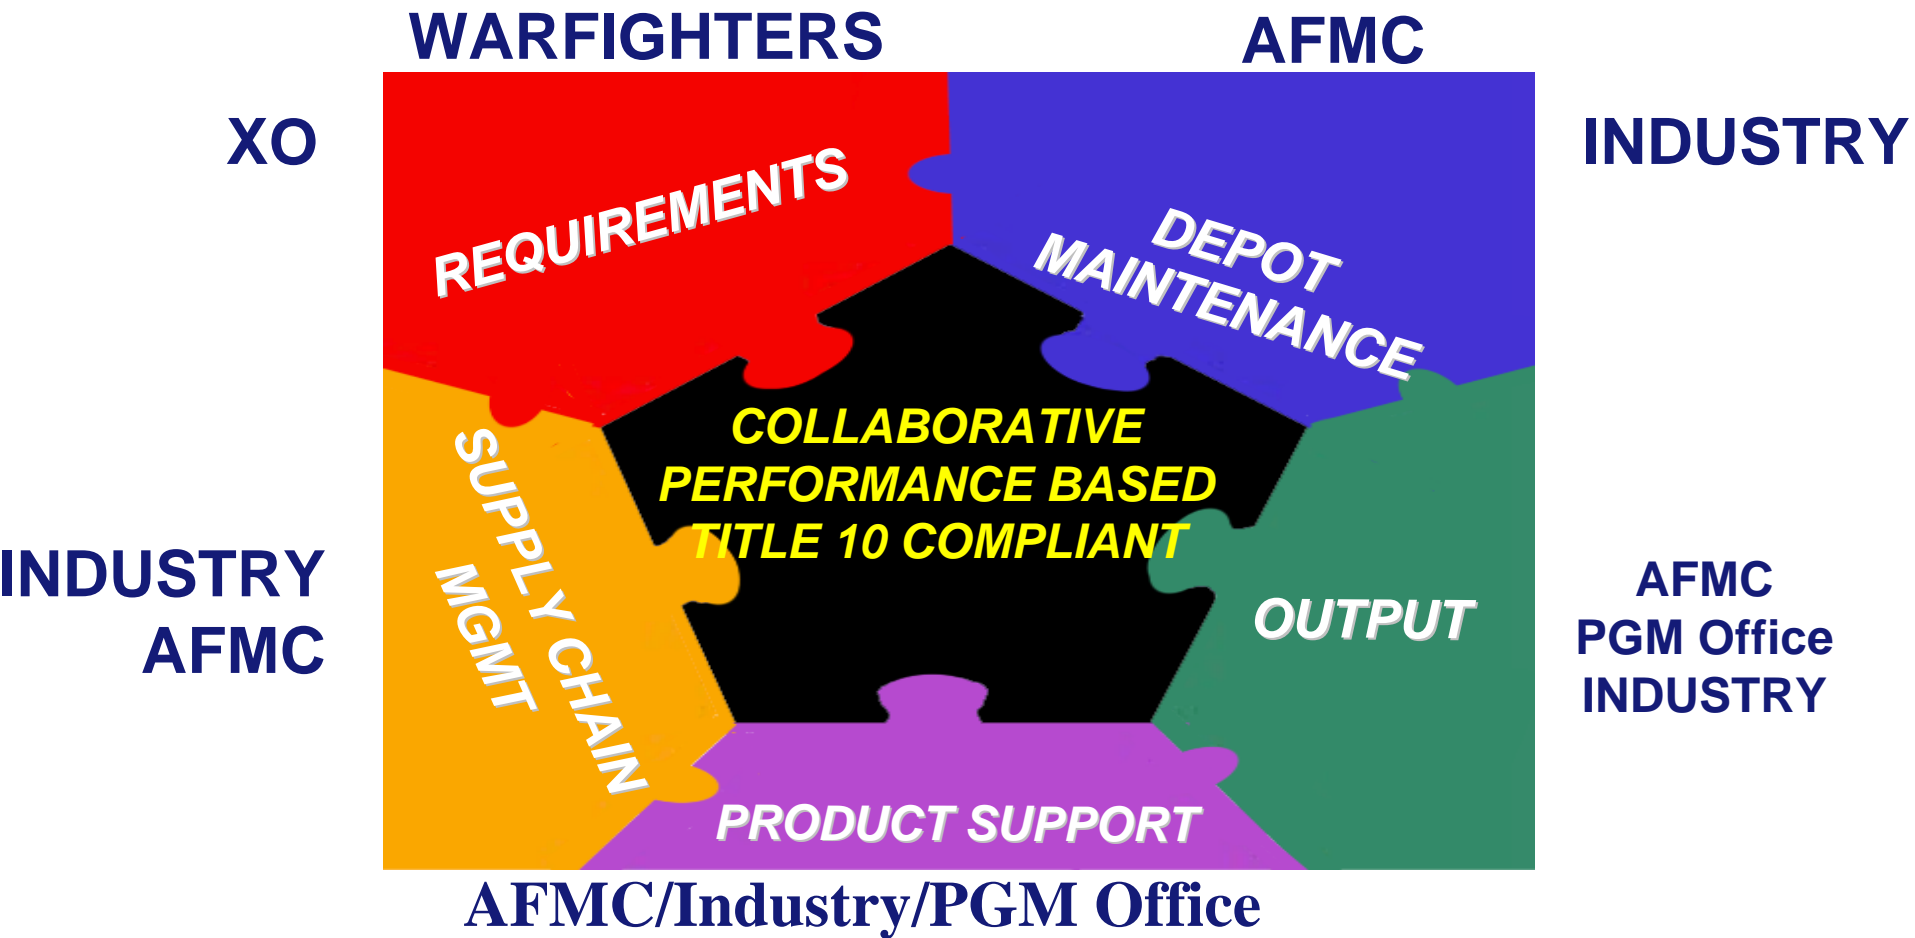 WARFIGHTERS
AFMC
XO
INDUSTRY
REQUIREMENTS
DEPOT
MAINTENANCE
COLLABORATIVE
PERFORMANCE BASED
TITLE 10 COMPLIANT
SUPPLY CHAIN
MGMT
INDUSTRY
AFMC
OUTPUT
AFMC
PGM Office
INDUSTRY
PRODUCT SUPPORT
AFMC/Industry/PGM Office